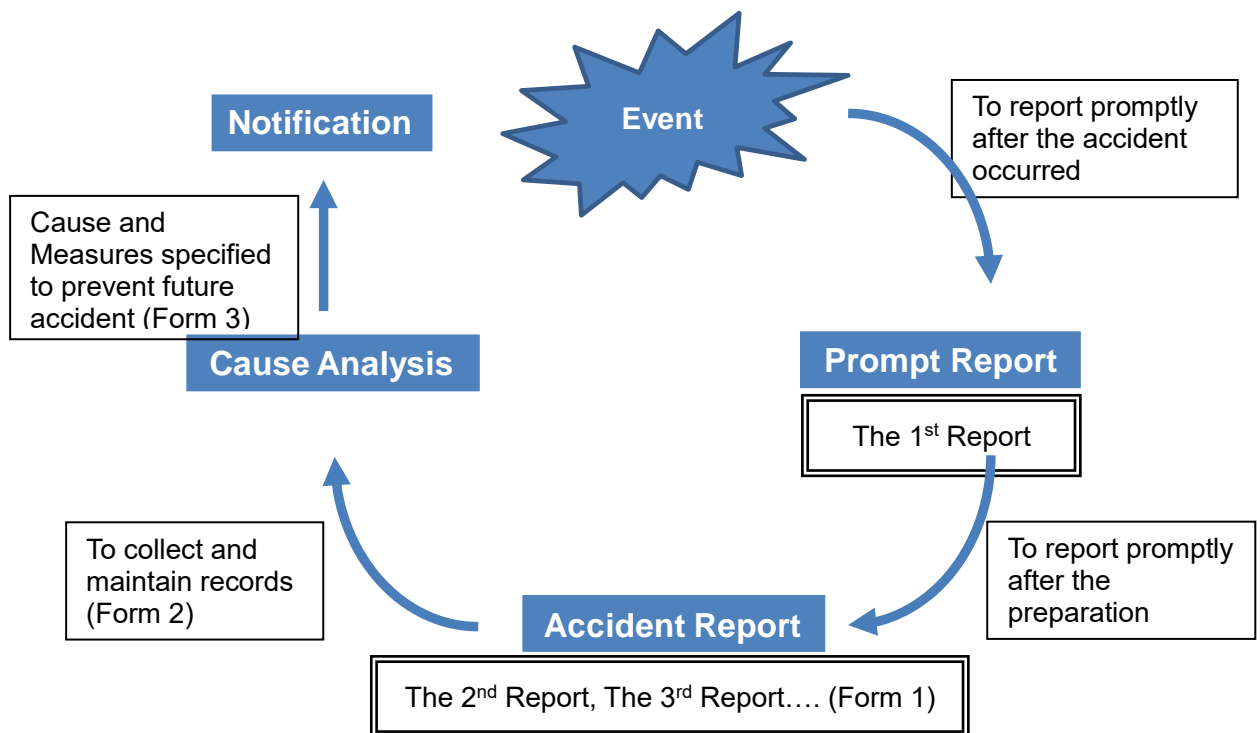 Event
To report promptly
after the accident
occurred
Prompt Report
The 1st Report
To report promptly
after the
preparation
Accident Report
The 2nd Report, The 3rd Report…. (Form 1)
To collect and
maintain records
(Form 2)
Cause Analysis
Cause and
Measures specified
to prevent future
accident (Form 3)
Notification